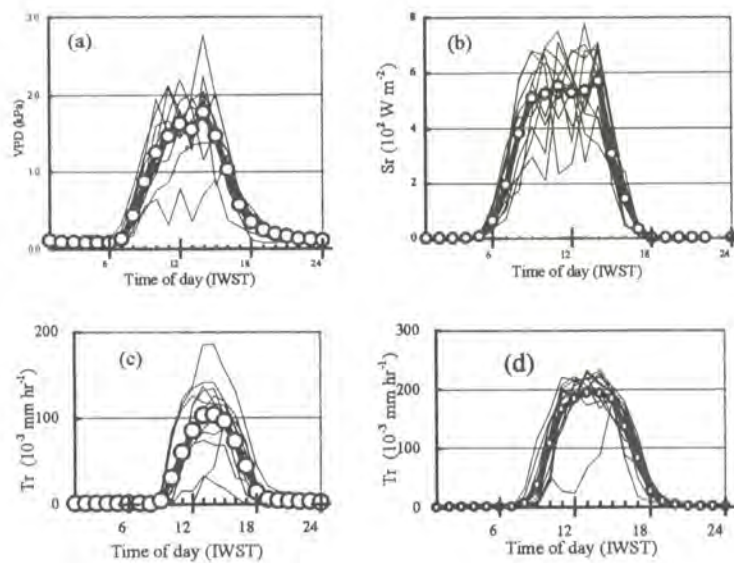 (a)
VPD (kPa)
3.0
2.0
1.0
0.0
6
12
18
24
Time of day (IWST)
(b)
Sr (10² W m⁻²)
8
6
4
2
0
6
12
18
24
Time of day (IWST)
(c)
Tr (10⁻³ mm hr⁻¹)
200
100
0
6
13
18
24
Time of day (IWST)
(d)
Tr (10⁻³ mm hr⁻¹)
300
200
100
0
6
12
18
24
Time of day (IWST)